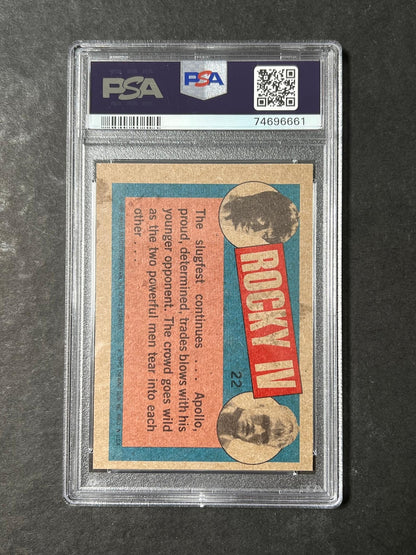 PSA
PSA
74696661
ROCKY IV
22
The slugfest continues . . . . Apollo,
proud, determined, trades blows with his
younger opponent. The crowd goes wild
as the two powerful men tear into each
other . . . .